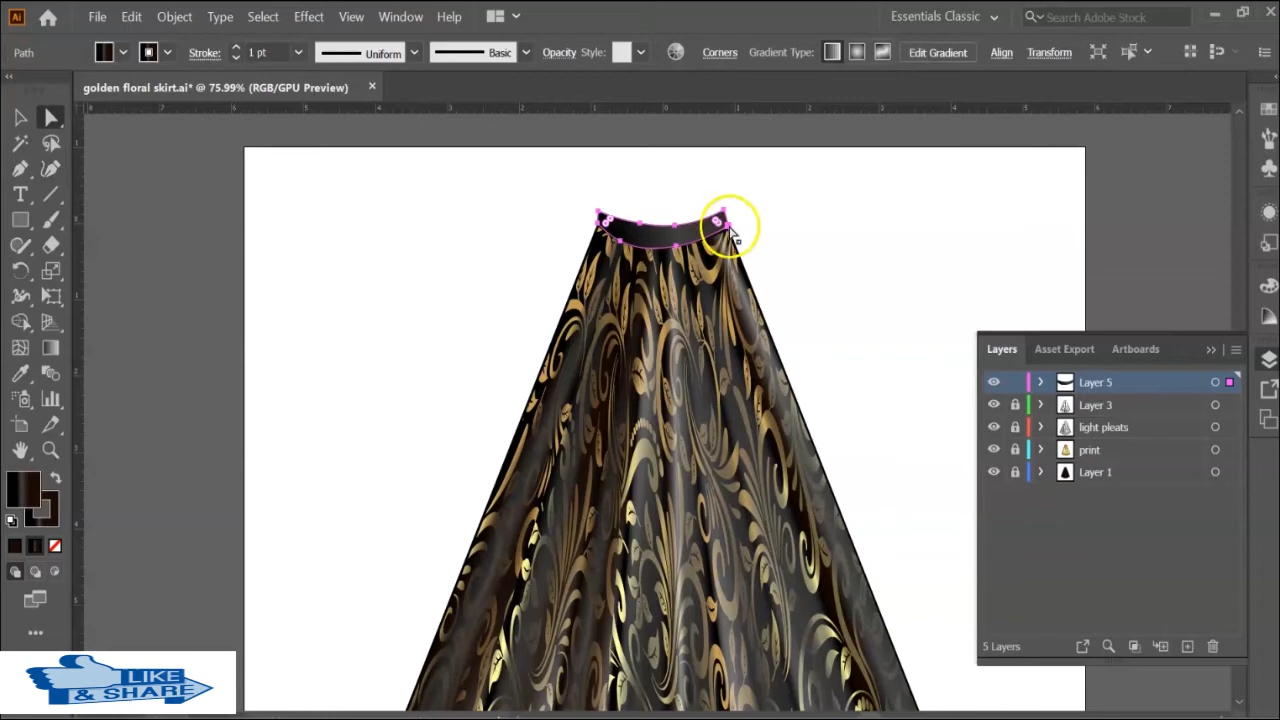 Ai File Edit Object Type Select Effect View Window Help Essentials Classic Search Adobe Stock
Path Stroke: 1 pt Uniform Basic Opacity Style: Corners Gradient Type: Edit Gradient Align Transform
golden floral skirt.ai* @ 75.99% (RGB/GPU Preview)
Layers Asset Export Artboards
Layer 5
Layer 3
light pleats
print
Layer 1
5 Layers
LIKE
& SHARE